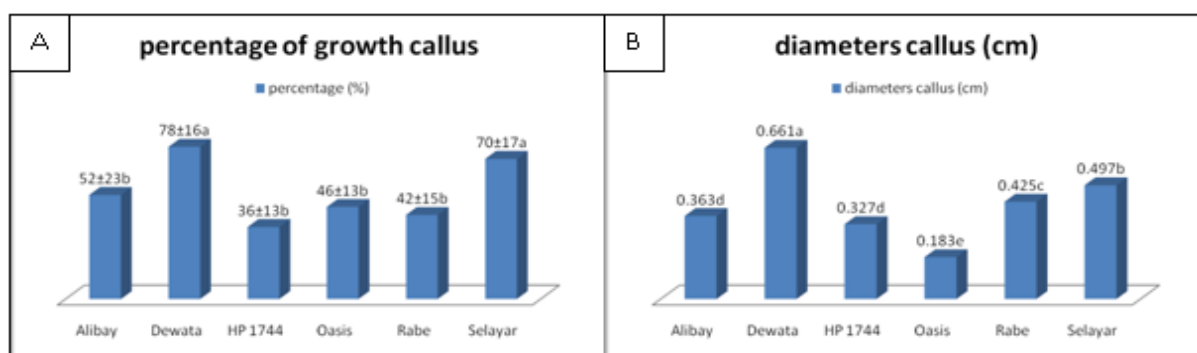 A
percentage of growth callus
percentage (%)
78±16a
70±17a
52±23b
46±13b
42±15b
36±13b
Alibay Dewata HP 1744 Oasis Rabe Selayar
B
diameters callus (cm)
diameters callus (cm)
0.661a
0.497b
0.425c
0.363d
0.327d
0.183e
Alibay Dewata HP 1744 Oasis Rabe Selayar